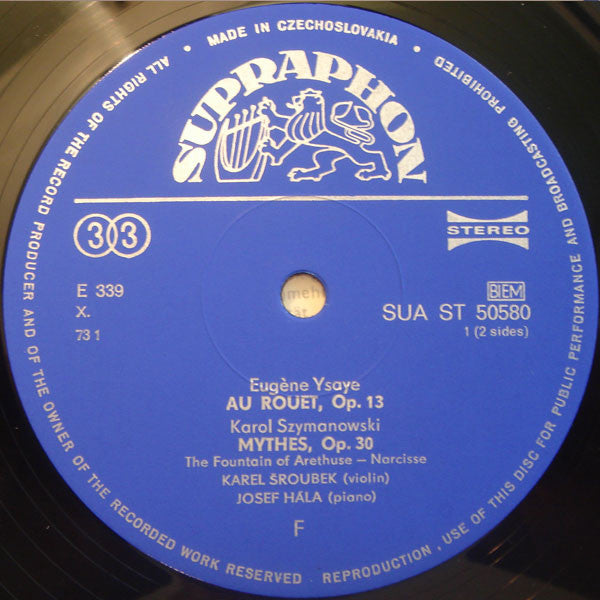 • MADE IN CZECHOSLOVAKIA •
ALL RIGHTS OF THE RECORD PRODUCER AND OF THE OWNER OF THE RECORDED WORK RESERVED . REPRODUCTION , USE OF THIS DISC FOR PUBLIC PERFORMANCE AND BROADCASTING PROHIBITED
SUPRAPHON
33
STEREO
E 339
X.
73 1
BIEM
SUA ST 50580
1 (2 sides)
meh
Eugène Ysaye
AU ROUET, Op. 13
Karol Szymanowski
MYTHES, Op. 30
The Fountain of Arethuse – Narcisse
KAREL ŠROUBEK (violin)
JOSEF HÁLA (piano)
F